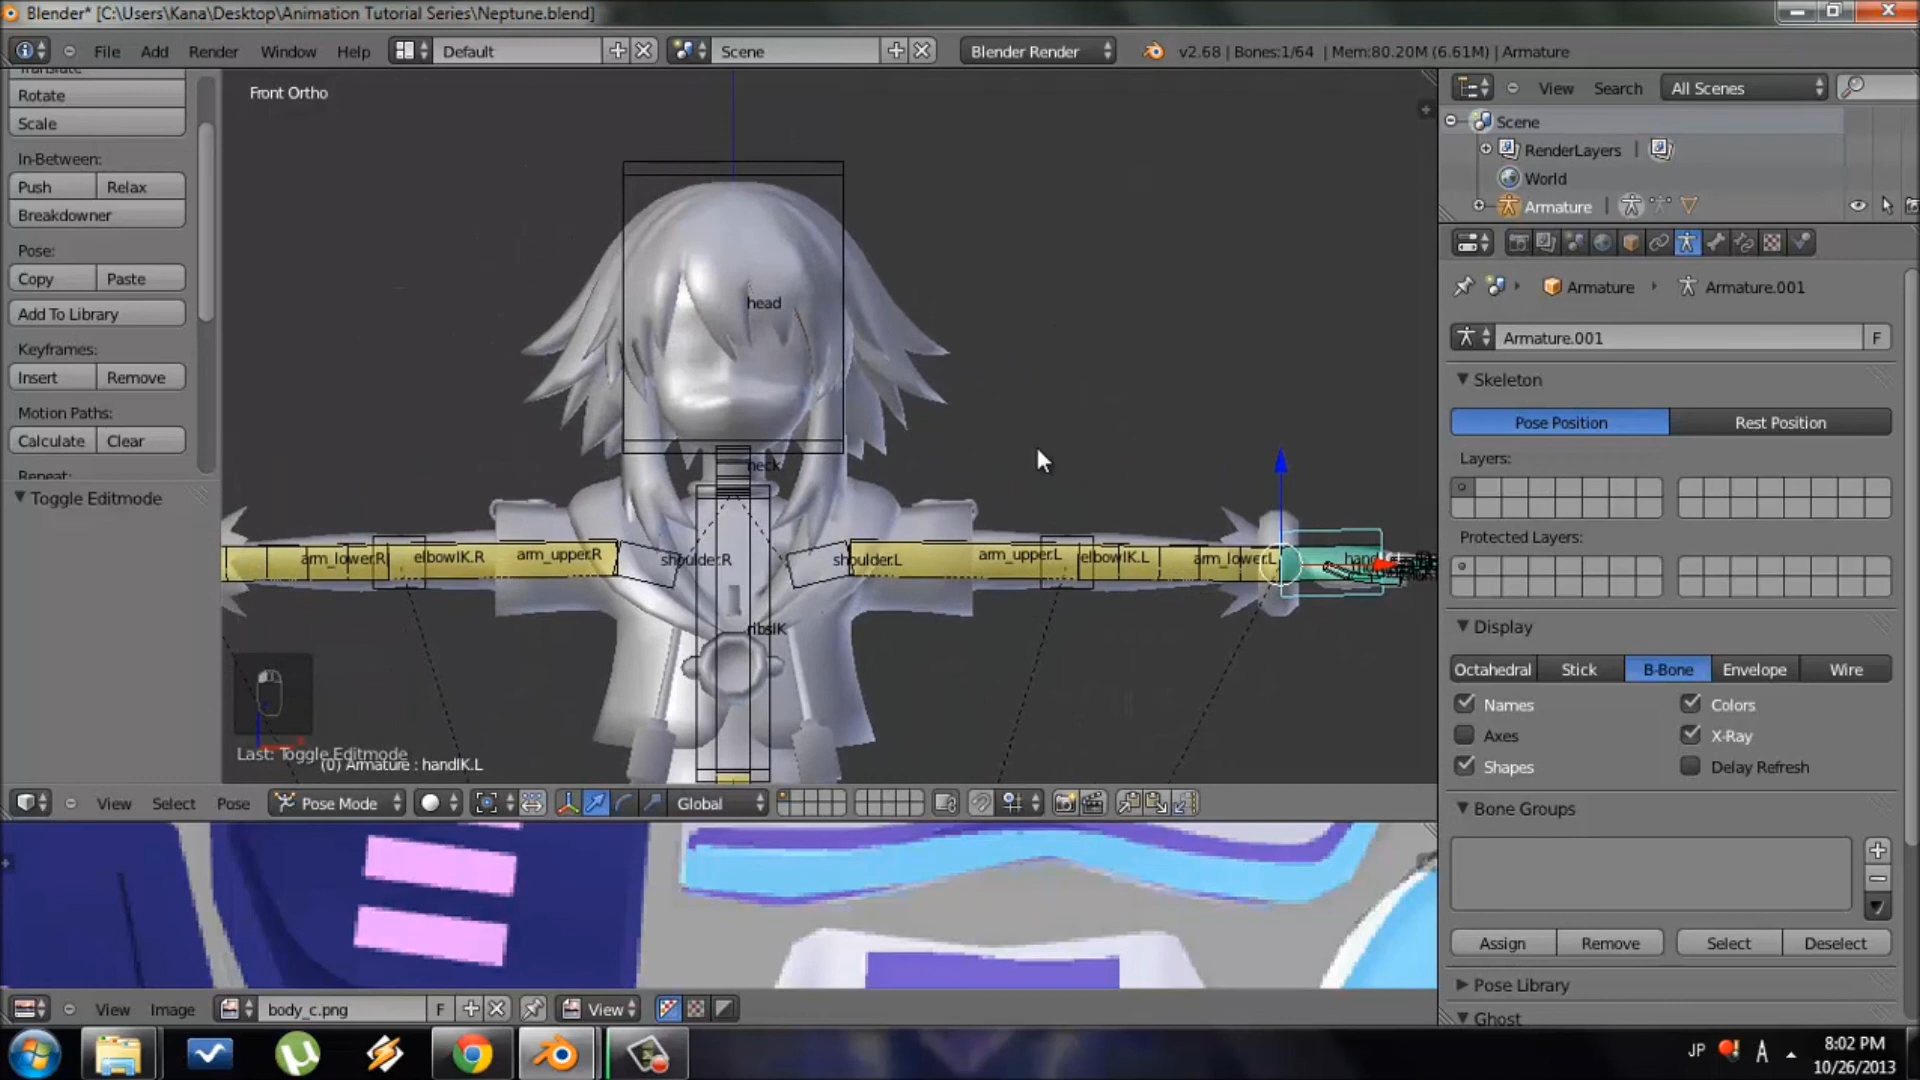 Blender* [C:\Users\Kana\Desktop\Animation Tutorial Series\Neptune.blend]
File Add Render Window Help Default Scene Blender Render v2.68 | Bones:1/64 | Mem:80.20M (6.61M) | Armature
Translate
Rotate
Scale
In-Between:
Push Relax
Breakdowner
Pose:
Copy Paste
Add To Library
Keyframes:
Insert Remove
Motion Paths:
Calculate Clear
Repeat:
Toggle Editmode
Front Ortho
head
neck
arm_lower.R elbowIK.R arm_upper.R shoulder.R shoulder.L arm_upper.L elbowIK.L arm_lower.L
ribsIK
Last: Toggle Editmode
(0) Armature : handIK.L
View Select Pose Pose Mode Global
View Image body_c.png F View
View Search All Scenes
Scene
RenderLayers |
World
Armature |
Armature Armature.001
Armature.001 F
Skeleton
Pose Position Rest Position
Layers:
Protected Layers:
Display
Octahedral Stick B-Bone Envelope Wire
Names Colors
Axes X-Ray
Shapes Delay Refresh
Bone Groups
Assign Remove Select Deselect
Pose Library
Ghost
JP A 8:02 PM
10/26/2013